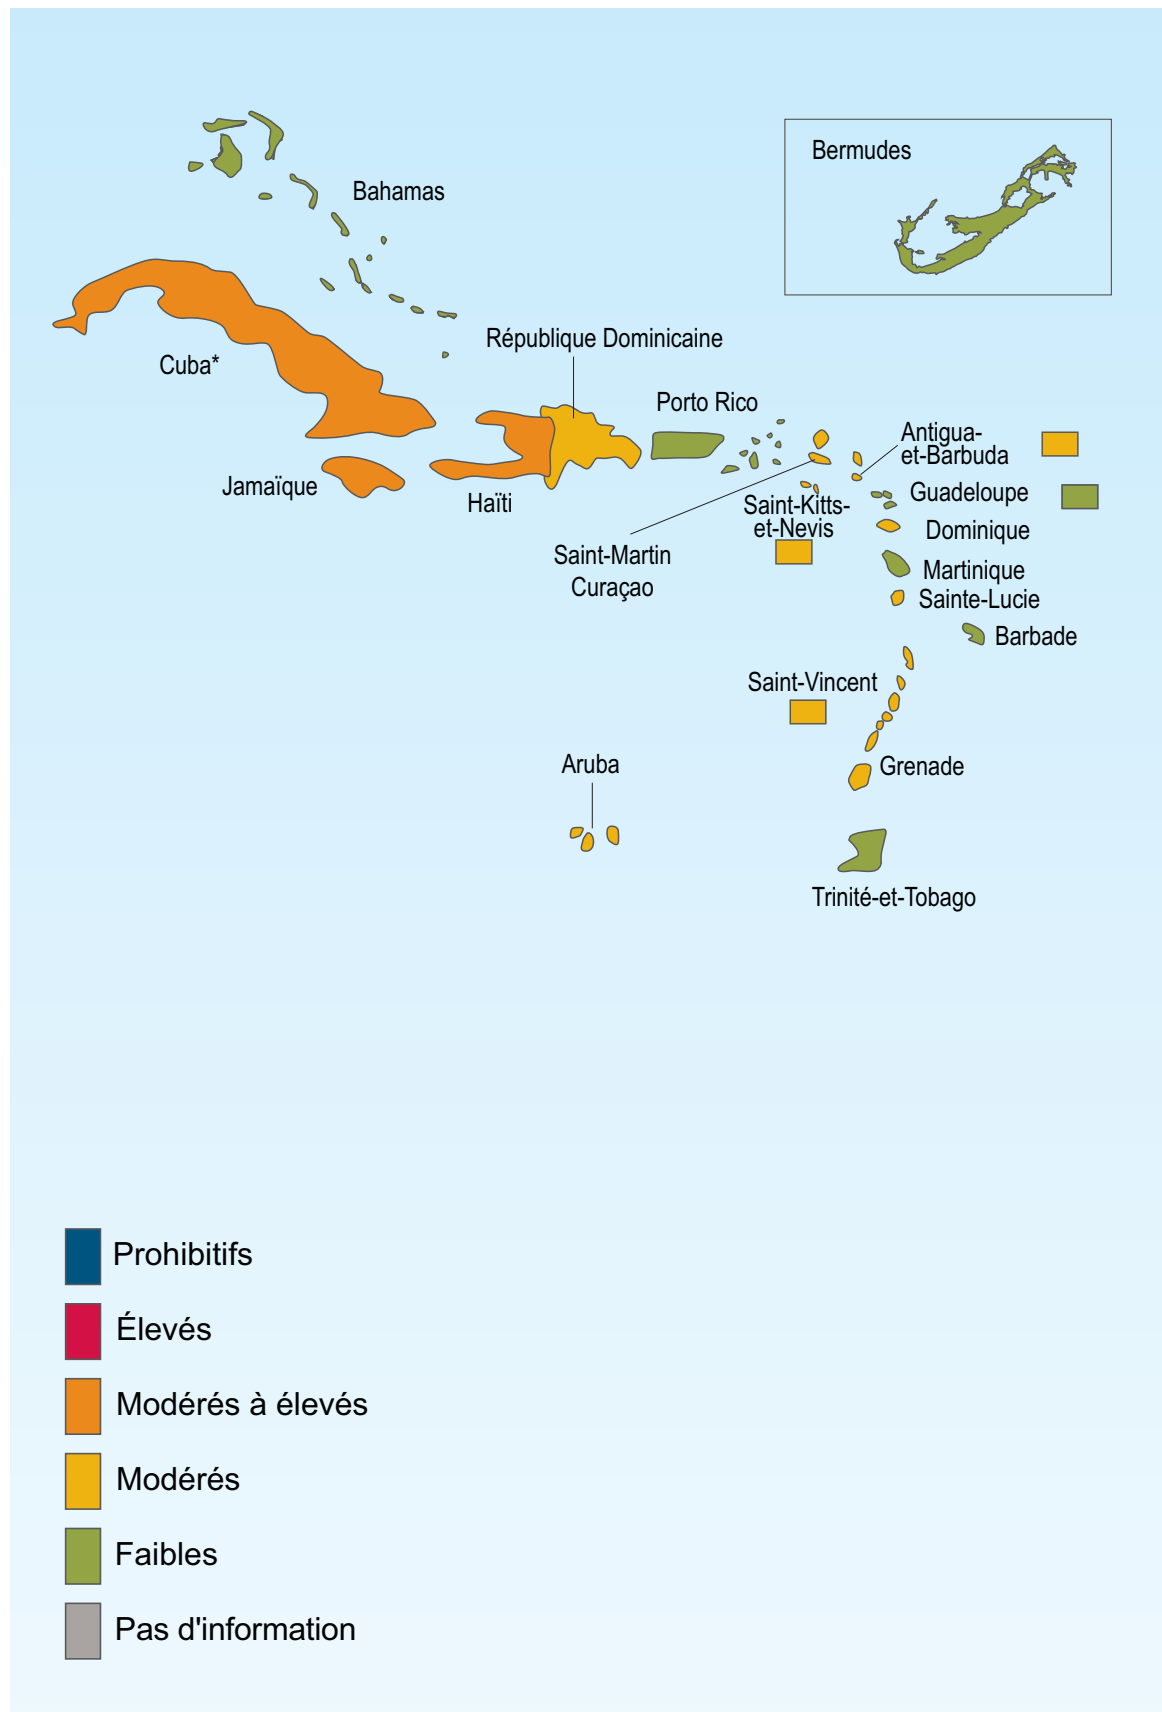 Bermudes
Bahamas
République Dominicaine
Cuba*
Porto Rico
Antigua-
et-Barbuda
Jamaïque
Haïti
Guadeloupe
Saint-Kitts-
et-Nevis
Dominique
Saint-Martin
Curaçao
Martinique
Sainte-Lucie
Barbade
Saint-Vincent
Aruba
Grenade
Trinité-et-Tobago
Prohibitifs
Élevés
Modérés à élevés
Modérés
Faibles
Pas d'information